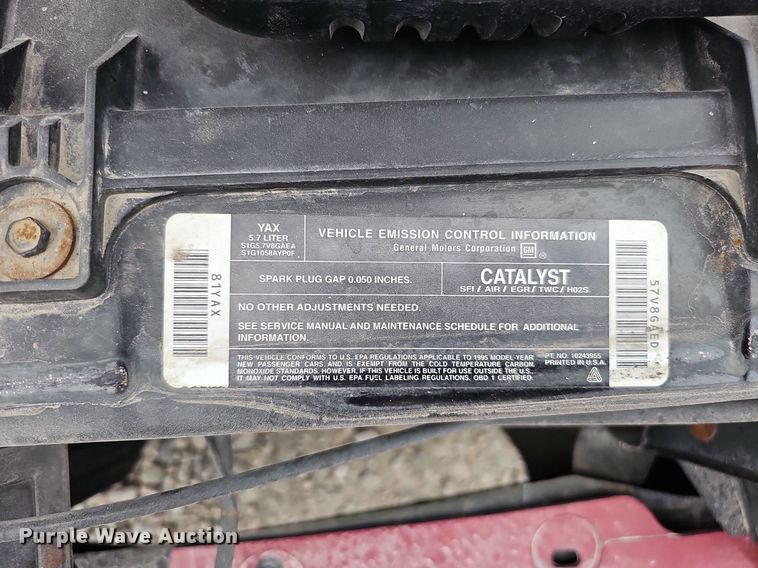 YAX
5.7 LITER
S1G5.7V8GAEA
S1G1058AYP0F
VEHICLE EMISSION CONTROL INFORMATION
General Motors Corporation GM
SPARK PLUG GAP 0.050 INCHES.
CATALYST
SFI / AIR / EGR / TWC / H02S
NO OTHER ADJUSTMENTS NEEDED.
SEE SERVICE MANUAL AND MAINTENANCE SCHEDULE FOR ADDITIONAL
INFORMATION.
THIS VEHICLE CONFORMS TO U.S. EPA REGULATIONS APPLICABLE TO 1995 MODEL-YEAR
NEW PASSENGER CARS AND IS EXEMPT FROM THE COLD TEMPERATURE CARBON
MONOXIDE STANDARDS. HOWEVER, IF THIS VEHICLE IS BUILT FOR USE OUTSIDE THE U.S..
IT MAY NOT COMPLY WITH U.S. EPA FUEL LABELING REGULATIONS. OBD 1 CERTIFIED.
PT NO. 10243955
PRINTED IN U.S.A.
81YAX
57V8GAED
Purple Wave Auction